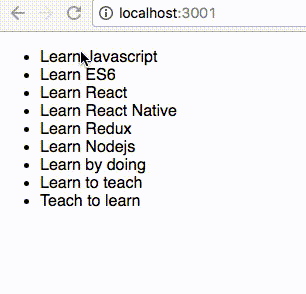 localhost:3001
Learn Javascript
Learn ES6
Learn React
Learn React Native
Learn Redux
Learn Nodejs
Learn by doing
Learn to teach
Teach to learn